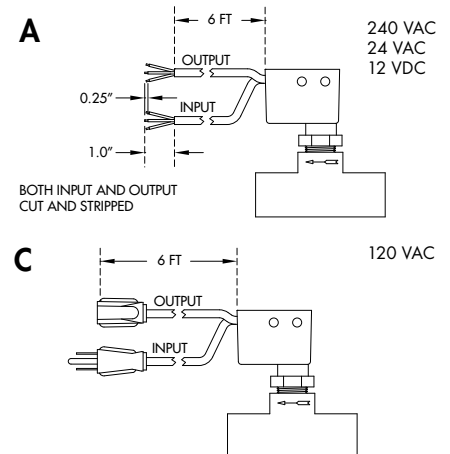 A
6 FT
240 VAC
24 VAC
12 VDC
OUTPUT
0.25"
INPUT
1.0"
BOTH INPUT AND OUTPUT
CUT AND STRIPPED
C
6 FT
120 VAC
OUTPUT
INPUT